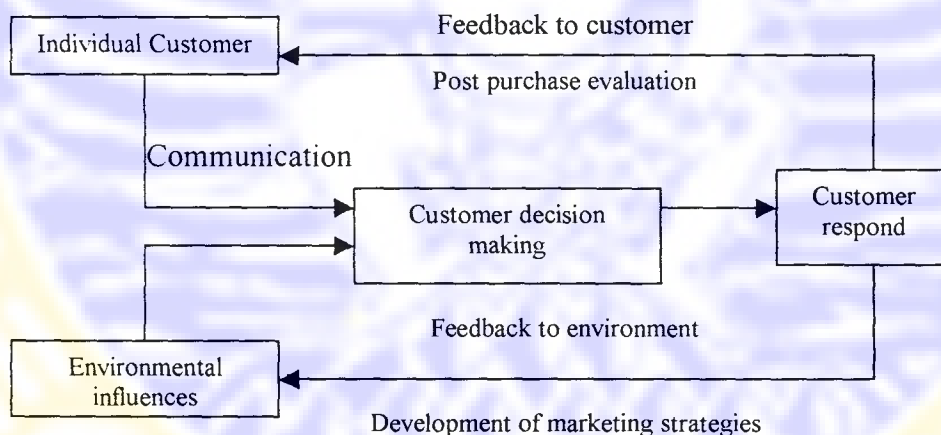 Feedback to customer
Individual Customer
Post purchase evaluation
Communication
Customer decision
making
Customer
respond
Feedback to environment
Environmental
influences
Development of marketing strategies